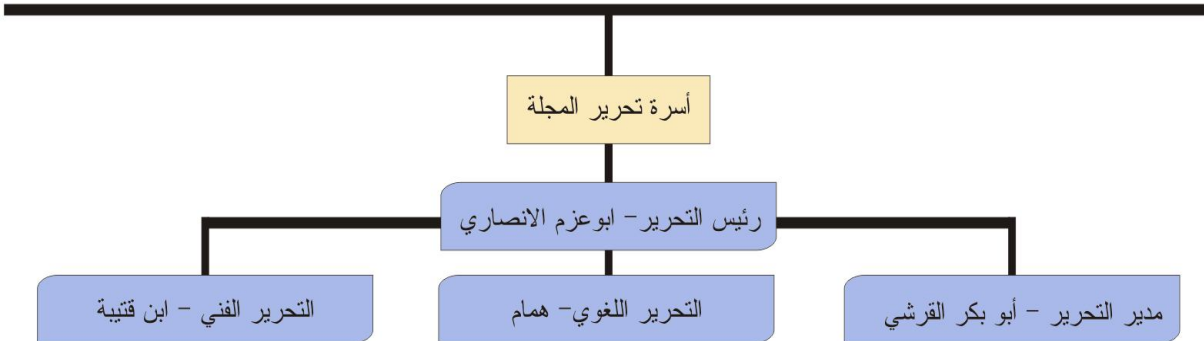 أسرة تحرير المجلة
رئيس التحرير - ابوعزم الانصاري
مدير التحرير - أبو بكر القرشي
التحرير اللغوي - همام
التحرير الفني - ابن قتيبة